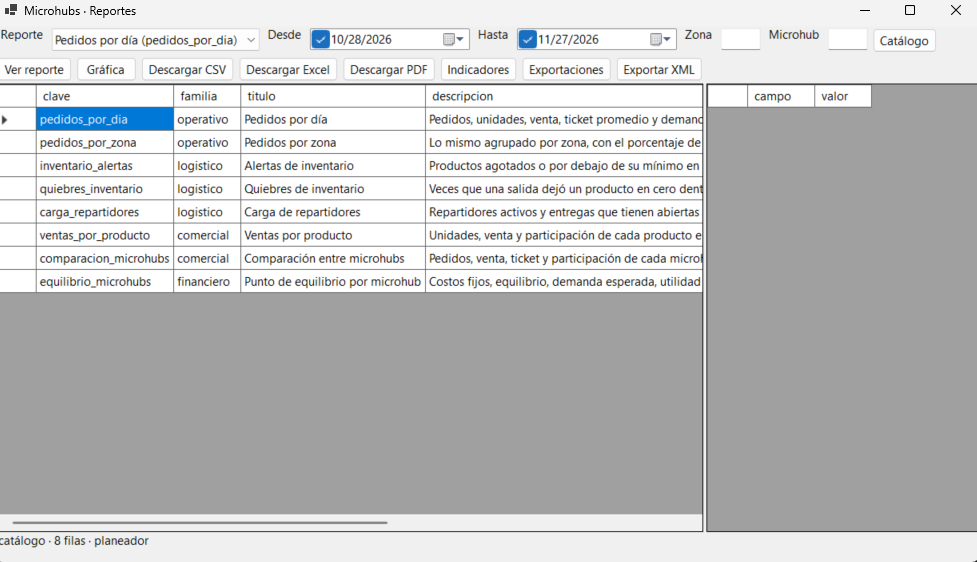 Microhubs · Reportes
Reporte Pedidos por día (pedidos_por_dia) Desde 10/28/2026 Hasta 11/27/2026 Zona Microhub Catálogo
Ver reporte Gráfica Descargar CSV Descargar Excel Descargar PDF Indicadores Exportaciones Exportar XML
clave familia titulo descripcion campo valor
pedidos_por_dia operativo Pedidos por día Pedidos, unidades, venta, ticket promedio y demanc
pedidos_por_zona operativo Pedidos por zona Lo mismo agrupado por zona, con el porcentaje de
inventario_alertas logistico Alertas de inventario Productos agotados o por debajo de su mínimo en
quiebres_inventario logistico Quiebres de inventario Veces que una salida dejó un producto en cero dent
carga_repartidores logistico Carga de repartidores Repartidores activos y entregas que tienen abiertas
ventas_por_producto comercial Ventas por producto Unidades, venta y participación de cada producto e
comparacion_microhubs comercial Comparación entre microhubs Pedidos, venta, ticket y participación de cada micro
equilibrio_microhubs financiero Punto de equilibrio por microhub Costos fijos, equilibrio, demanda esperada, utilidad
catálogo · 8 filas · planeador